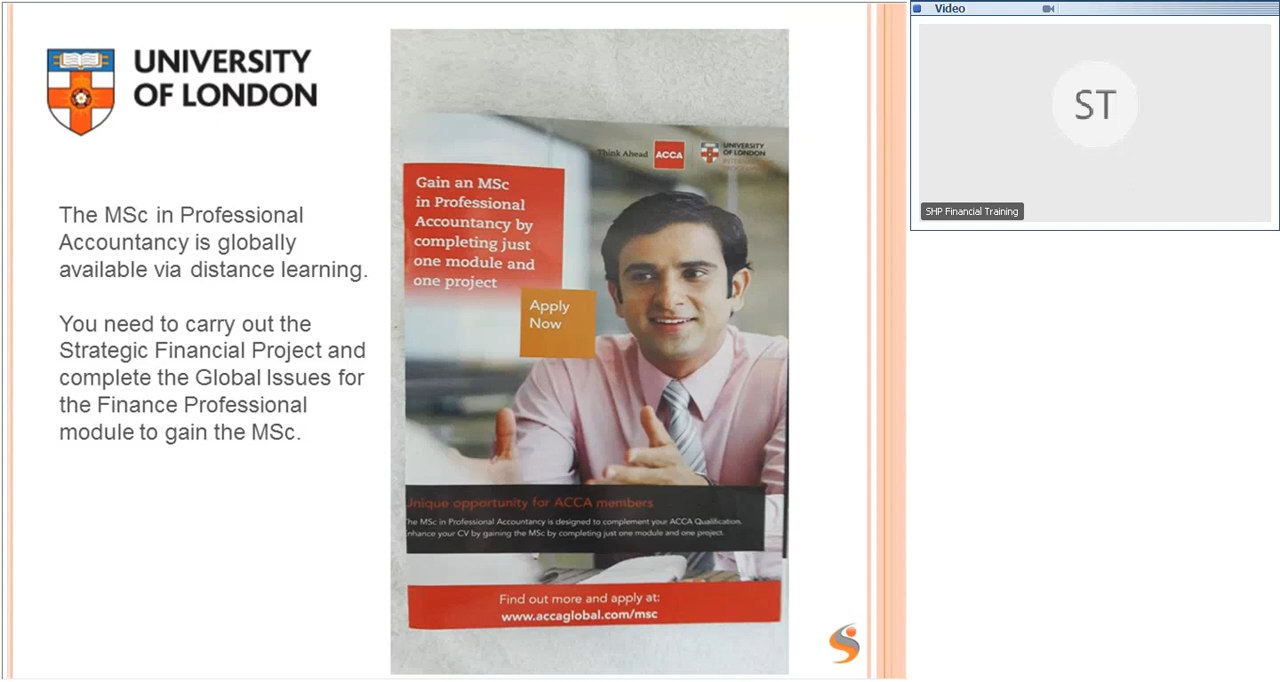 UNIVERSITY
OF LONDON
The MSc in Professional
Accountancy is globally
available via distance learning.
You need to carry out the
Strategic Financial Project and
complete the Global Issues for
the Finance Professional
module to gain the MSc.
Think Ahead ACCA
UNIVERSITY
OF LONDON
Gain an MSc
in Professional
Accountancy by
completing just
one module and
one project
Apply
Now
Unique opportunity for ACCA members
The MSc in Professional Accountancy is designed to complement your ACCA Qualification.
Enhance your CV by gaining the MSc by completing just one module and one project.
Find out more and apply at:
www.accaglobal.com/msc
Video
ST
SHP Financial Training